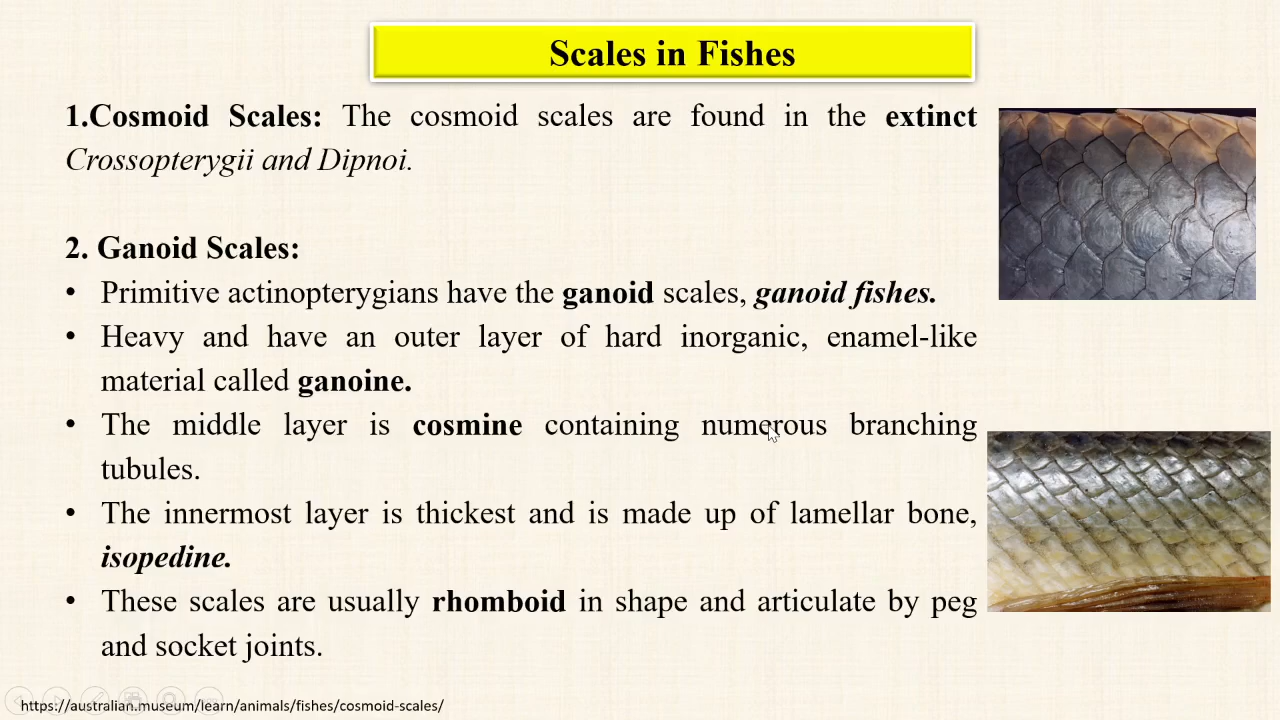 Scales in Fishes
1.Cosmoid Scales: The cosmoid scales are found in the extinct
Crossopterygii and Dipnoi.
2. Ganoid Scales:
• Primitive actinopterygians have the ganoid scales, ganoid fishes.
• Heavy and have an outer layer of hard inorganic, enamel-like
material called ganoine.
• The middle layer is cosmine containing numerous branching
tubules.
• The innermost layer is thickest and is made up of lamellar bone,
isopedine.
• These scales are usually rhomboid in shape and articulate by peg
and socket joints.
https://australian.museum/learn/animals/fishes/cosmoid-scales/